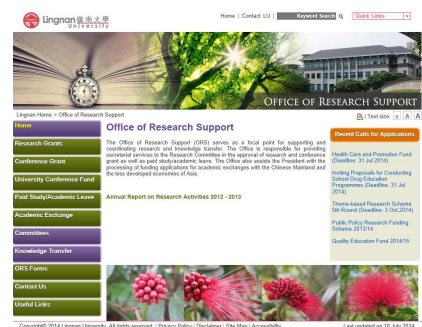 Lingnan 嶺南大學
University
Home | Contact LU | Keyword Search Quick Links
OFFICE OF RESEARCH SUPPORT
Lingnan Home > Office of Research Support
| Text size: A A A
Home
Research Grants
Conference Grant
University Conference Fund
Paid Study/Academic Leave
Academic Exchange
Committees
Knowledge Transfer
ORS Forms
Contact Us
Useful Links
Office of Research Support
The Office of Research Support (ORS) serves as a focal point for supporting and
coordinating research and knowledge transfer. The Office is responsible for providing
secretarial services to the Research Committee in the approval of research and conference
grant as well as paid study/academic leave. The Office also assists the President with the
processing of funding applications for academic exchanges with the Chinese Mainland and
the less developed economies of Asia.
Annual Report on Research Activities 2012 - 2013
Recent Calls for Applications
Health Care and Promotion Fund
(Deadline: 31 Jul 2014)
Inviting Proposals for Conducting
School Drug Education
Programmes (Deadline: 31 Jul
2014)
Theme-based Research Scheme
5th Round (Deadline: 3 Oct 2014)
Public Policy Research Funding
Scheme 2013/14
Quality Education Fund 2014/15
Copyright© 2014 Lingnan University. All rights reserved. | Privacy Policy | Disclaimer | Site Map | Accessibility
Last updated on 18 July 2014